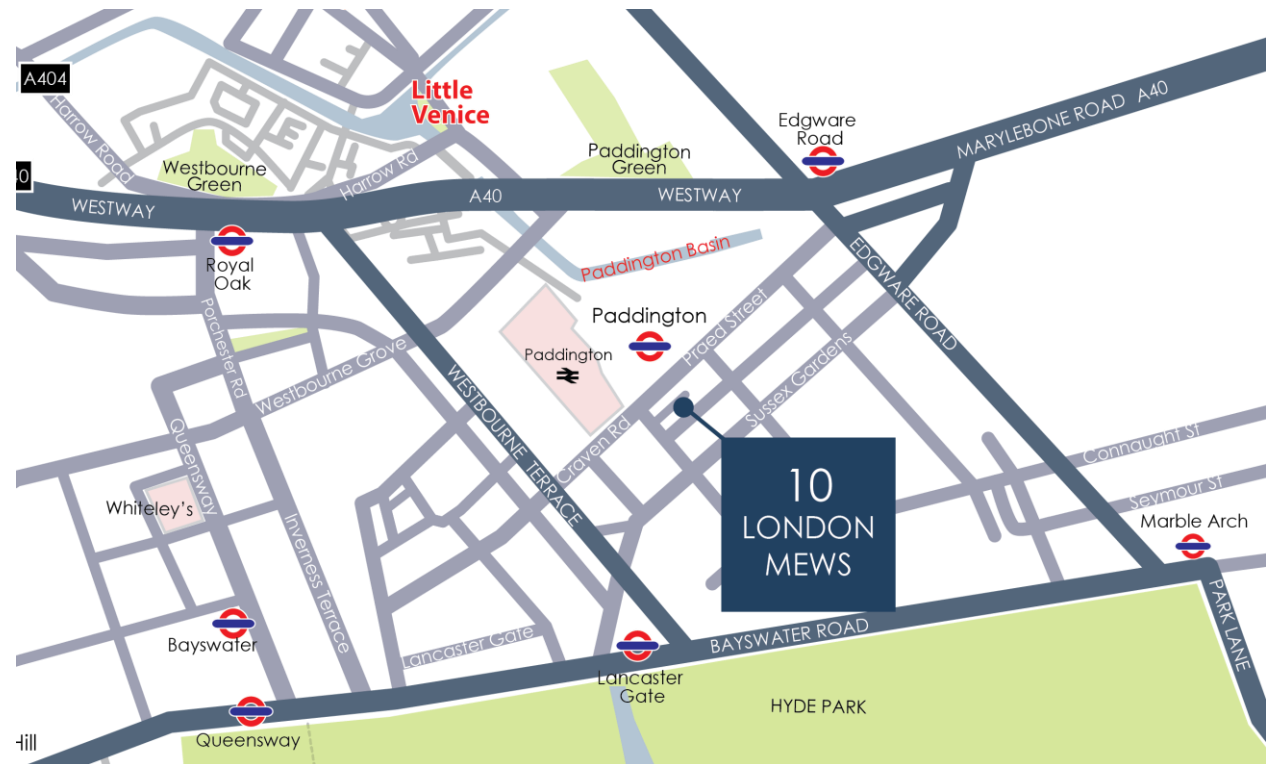 A404
Little
Venice
Edgware
Road
MARYLEBONE ROAD A40
Harrow Road
Westbourne
Green
Harrow Rd
Paddington
Green
40
WESTWAY
A40
WESTWAY
Royal
Oak
Paddington Basin
EDGWARE ROAD
Porchester Rd
Paddington
Praed Street
Paddington
Westbourne Grove
WESTBOURNE TERRACE
Sussex Gardens
Queensway
Craven Rd
10
LONDON
MEWS
Connaught St
Whiteley's
Seymour St
Marble Arch
Inverness Terrace
PARK LANE
Bayswater
Lancaster Gate
BAYSWATER ROAD
Lancaster
Gate
HYDE PARK
Queensway
Hill